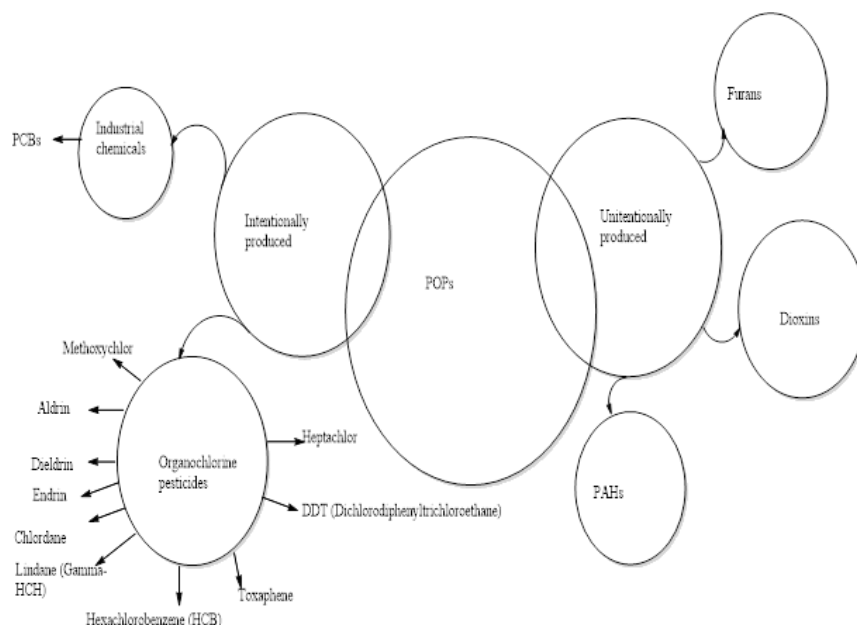 Furans
Industrial
chemicals
PCBs
Intentionally
produced
Unitentionally
produced
POPs
Dioxins
Methoxychlor
Aldrin
Heptachlor
Dieldrin
Organochlorine
pesticides
Endrin
PAHs
DDT (Dichlorodiphenyltrichloroethane)
Chlordane
Lindane (Gamma-
HCH)
Toxaphene
Hexachlorobenzene (HCB)